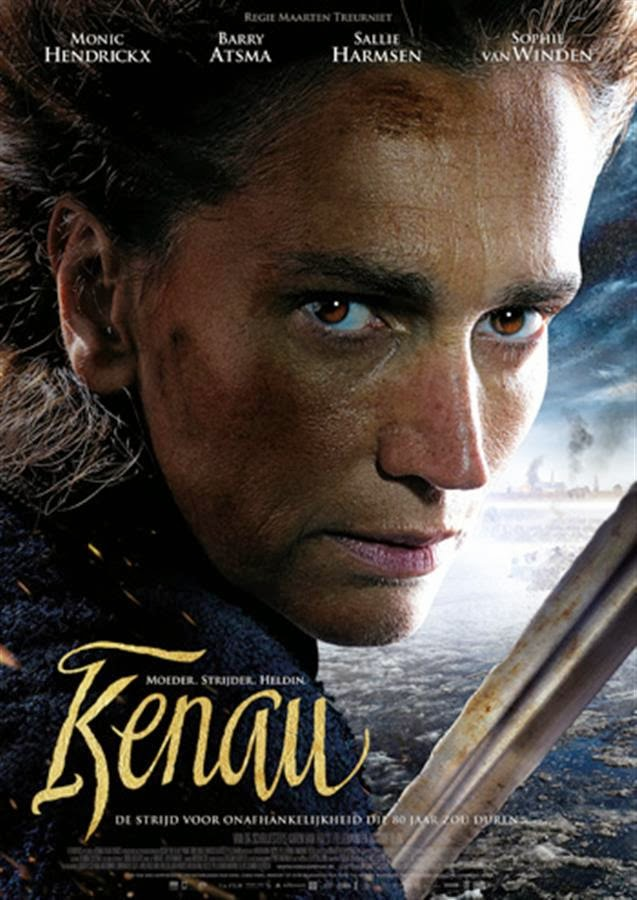 REGIE MAARTEN TREURNIET
MONIC HENDRICKX
BARRY ATSMA
SALLIE HARMSEN
SOPHIE VAN WINDEN
MOEDER. STRIJDER. HELDIN.
Kenau
DE STRIJD VOOR ONAFHANKELIJKHEID DIE 80 JAAR ZOU DUREN